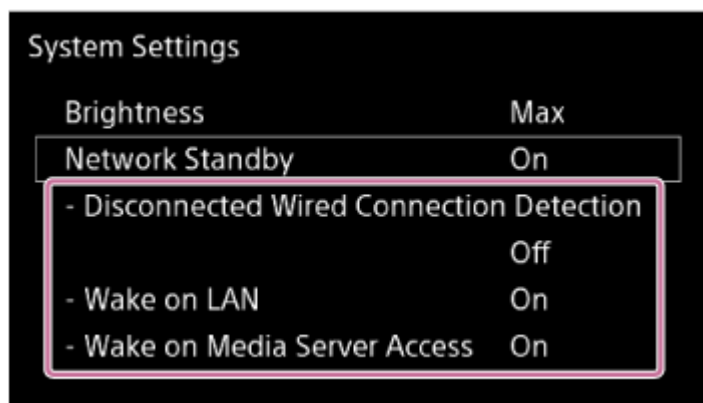 System Settings
Brightness Max
Network Standby On
- Disconnected Wired Connection Detection
Off
- Wake on LAN On
- Wake on Media Server Access On